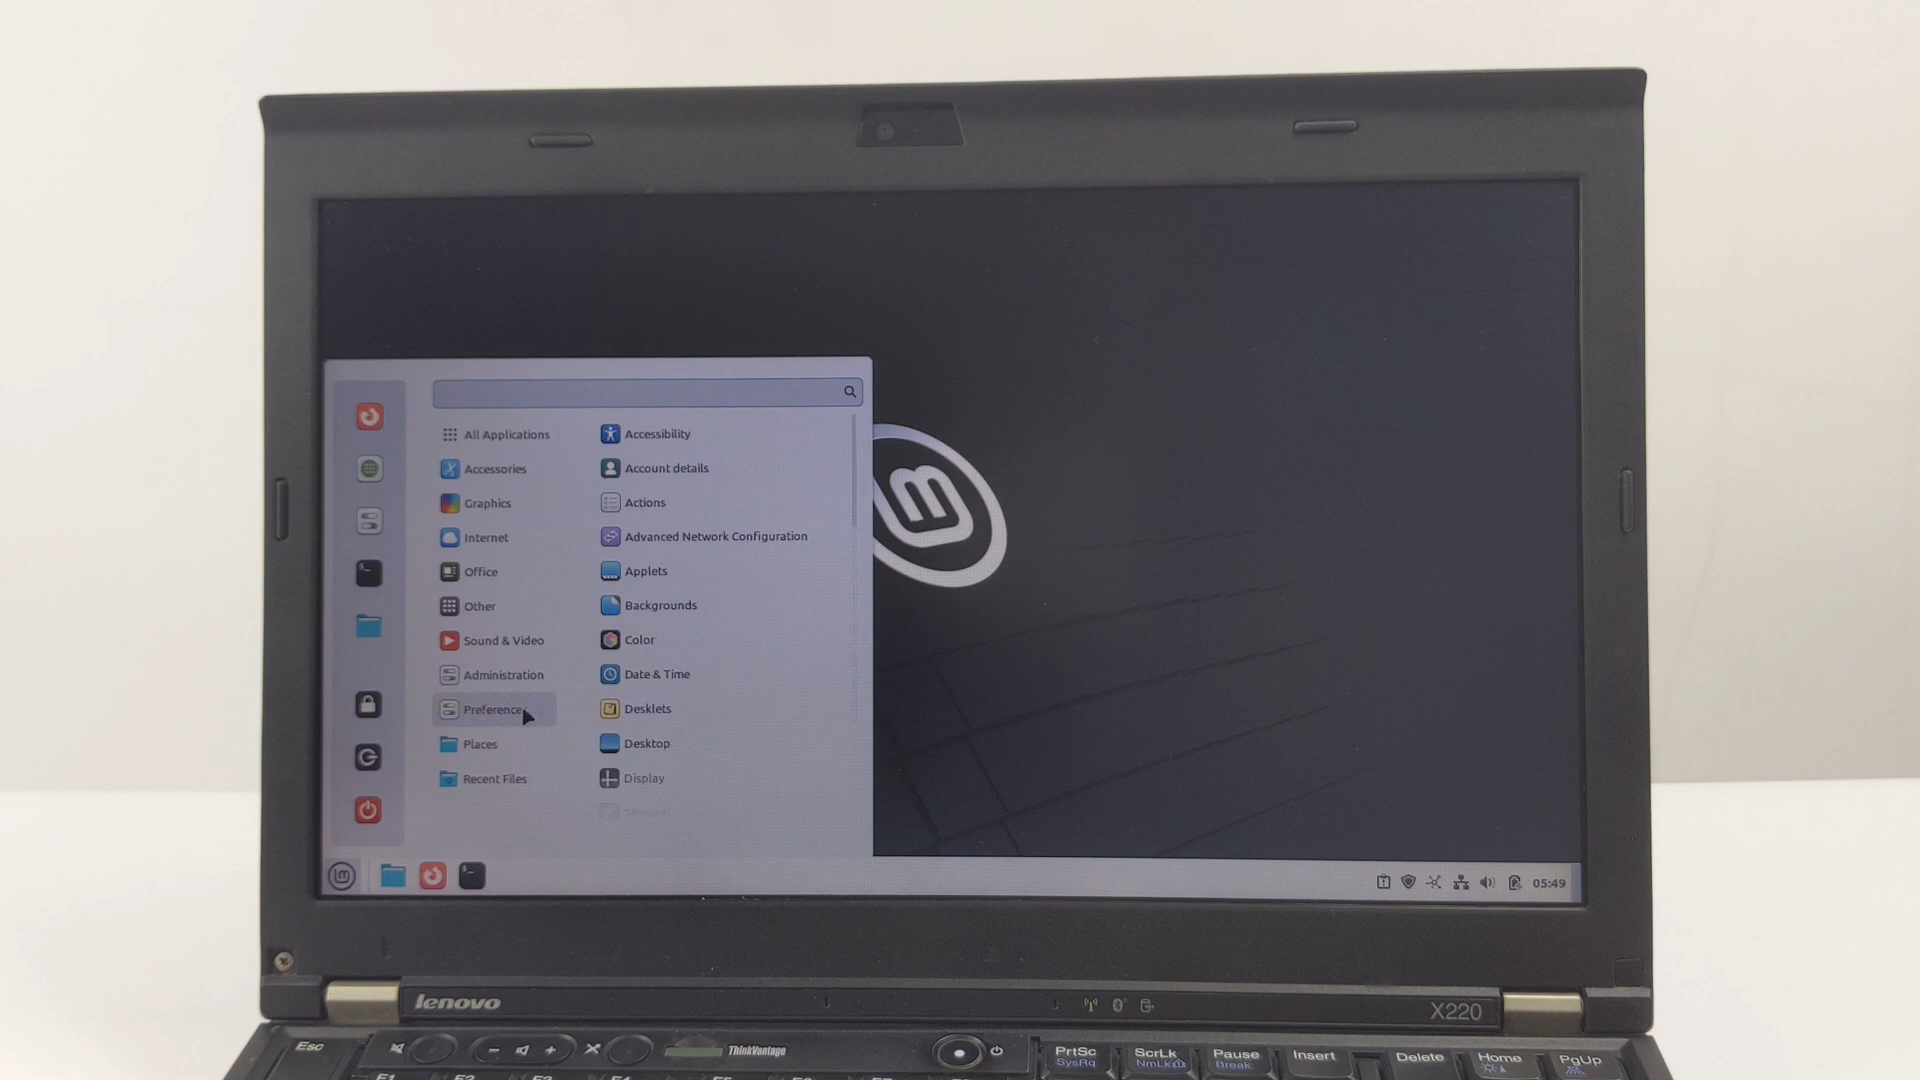 All Applications
Accessories
Graphics
Internet
Office
Other
Sound & Video
Administration
Preferences
Places
Recent Files
Accessibility
Account details
Actions
Advanced Network Configuration
Applets
Backgrounds
Color
Date & Time
Desklets
Desktop
Display
05:49
lenovo
X220
Esc
ThinkVantage
PrtSc
SysRq
ScrLk
NmLk
Pause
Break
Insert
Delete
Home
PgUp